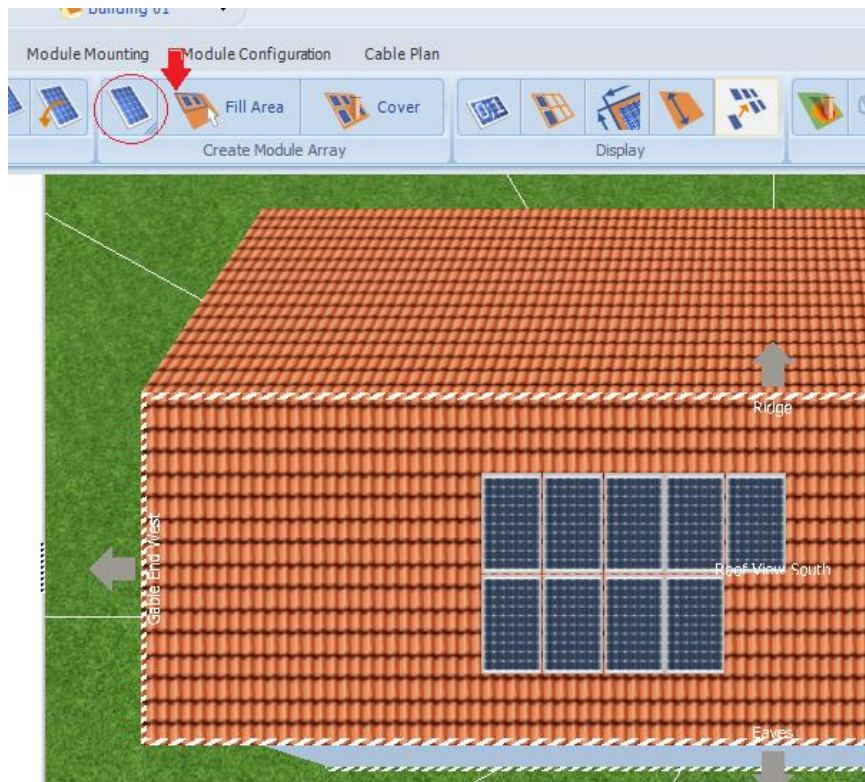 Building 01
Module Mounting Module Configuration Cable Plan
Fill Area Cover
Create Module Array Display
Ridge
Gable End West
Roof View South
Eaves